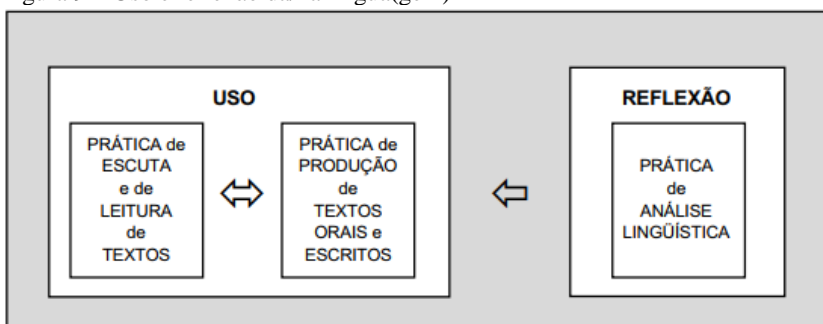 USO
PRÁTICA de
ESCUTA
e de
LEITURA
de
TEXTOS
PRÁTICA de
PRODUÇÃO
de
TEXTOS
ORAIS e
ESCRITOS
REFLEXÃO
PRÁTICA
de
ANÁLISE
LINGÜÍSTICA